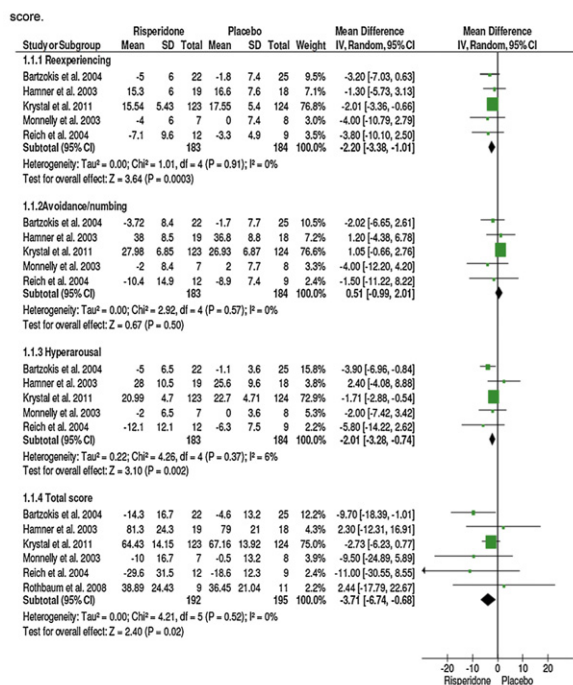 score.
Risperidone Placebo Mean Difference Mean Difference
Study or Subgroup Mean SD Total Mean SD Total Weight IV, Random, 95% CI IV, Random, 95% CI
1.1.1 Reexperiencing
Bartzokis et al. 2004 -5 6 22 -1.8 7.4 25 9.5% -3.20 [-7.03, 0.63]
Hamner et al. 2003 15.3 6 19 16.6 7.6 18 7.2% -1.30 [-5.73, 3.13]
Krystal et al. 2011 15.54 5.43 123 17.55 5.4 124 76.8% -2.01 [-3.36, -0.66]
Monnelly et al. 2003 -4 6 7 0 7.4 8 3.0% -4.00 [-10.79, 2.79]
Reich et al. 2004 -7.1 9.6 12 -3.3 4.9 9 3.5% -3.80 [-10.10, 2.50]
Subtotal (95% CI) 183 184 100.0% -2.20 [-3.38, -1.01]
Heterogeneity: Tau² = 0.00; Chi² = 1.01, df = 4 (P = 0.91); I² = 0%
Test for overall effect: Z = 3.64 (P = 0.0003)
1.1.2Avoidance/numbing
Bartzokis et al. 2004 -3.72 8.4 22 -1.7 7.7 25 10.5% -2.02 [-6.65, 2.61]
Hamner et al. 2003 38 8.5 19 36.8 8.8 18 7.2% 1.20 [-4.38, 6.78]
Krystal et al. 2011 27.98 6.85 123 26.93 6.87 124 76.6% 1.05 [-0.66, 2.76]
Monnelly et al. 2003 -2 8.4 7 2 7.7 8 3.3% -4.00 [-12.20, 4.20]
Reich et al. 2004 -10.4 14.9 12 -8.9 7.4 9 2.4% -1.50 [-11.22, 8.22]
Subtotal (95% CI) 183 184 100.0% 0.51 [-0.99, 2.01]
Heterogeneity: Tau² = 0.00; Chi² = 2.92, df = 4 (P = 0.57); I² = 0%
Test for overall effect: Z = 0.67 (P = 0.50)
1.1.3 Hyperarousal
Bartzokis et al. 2004 -5 6.5 22 -1.1 3.6 25 16.4% -3.90 [-6.96, -0.84]
Hamner et al. 2003 28 10.5 19 25.6 9.6 18 3.8% 2.40 [-4.08, 8.88]
Krystal et al. 2011 20.99 4.7 123 22.7 4.71 124 72.2% -1.71 [-2.88, -0.54]
Monnelly et al. 2003 -2 6.5 7 0 3.6 8 5.4% -2.00 [-7.42, 3.42]
Reich et al. 2004 -12.1 12.1 12 -6.3 7.5 9 2.3% -5.80 [-14.22, 2.62]
Subtotal (95% CI) 183 184 100.0% -2.01 [-3.28, -0.74]
Heterogeneity: Tau² = 0.22; Chi² = 4.26, df = 4 (P = 0.37); I² = 6%
Test for overall effect: Z = 3.10 (P = 0.002)
1.1.4 Total score
Bartzokis et al. 2004 -14.3 16.7 22 -4.6 13.2 25 12.2% -9.70 [-18.39, -1.01]
Hamner et al. 2003 81.3 24.3 19 79 21 18 4.3% 2.30 [-12.31, 16.91]
Krystal et al. 2011 64.43 14.15 123 67.16 13.92 124 74.9% -2.73 [-6.23, 0.77]
Monnelly et al. 2003 -10 16.7 7 -0.5 13.2 8 3.9% -9.50 [-24.89, 5.89]
Reich et al. 2004 -29.6 31.5 12 -18.6 12.3 9 2.4% -11.00 [-30.55, 8.55]
Rothbaum et al. 2008 38.89 24.43 9 36.45 21.04 11 2.2% 2.44 [-17.79, 22.67]
Subtotal (95% CI) 192 195 100.0% -3.71 [-6.74, -0.68]
Heterogeneity: Tau² = 0.00; Chi² = 4.21, df = 5 (P = 0.52); I² = 0%
Test for overall effect: Z = 2.40 (P = 0.02)
-20 -10 0 10 20
Risperidone Placebo